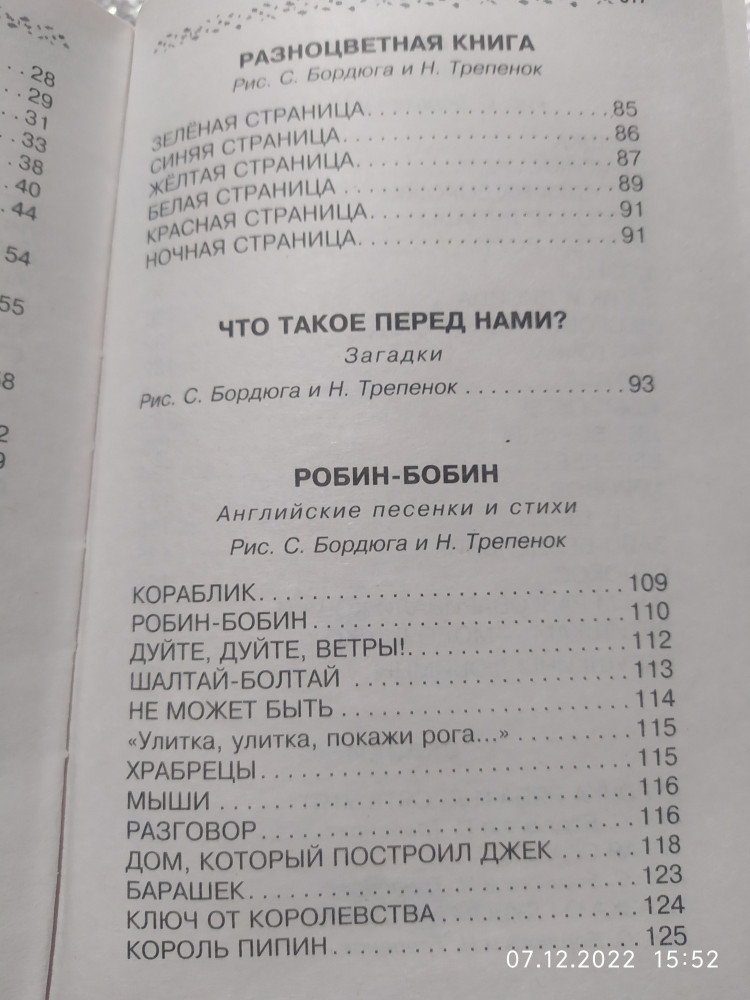 28
29
31
33
38
40
44
54
55
РАЗНОЦВЕТНАЯ КНИГА
Рис. С. Бордюга и Н. Трепенок
ЗЕЛЁНАЯ СТРАНИЦА....................85
СИНЯЯ СТРАНИЦА.....................86
ЖЁЛТАЯ СТРАНИЦА....................87
БЕЛАЯ СТРАНИЦА .....................89
КРАСНАЯ СТРАНИЦА...................91
НОЧНАЯ СТРАНИЦА....................91
ЧТО ТАКОЕ ПЕРЕД НАМИ?
Загадки
Рис. С. Бордюга и Н. Трепенок .............93
РОБИН-БОБИН
Английские песенки и стихи
Рис. С. Бордюга и Н. Трепенок
КОРАБЛИК..............................109
РОБИН-БОБИН..........................110
ДУЙТЕ, ДУЙТЕ, ВЕТРЫ!..................112
ШАЛТАЙ-БОЛТАЙ ......................113
НЕ МОЖЕТ БЫТЬ .......................114
«Улитка, улитка, покажи рога...» ..........115
ХРАБРЕЦЫ..............................115
МЫШИ .................................116
РАЗГОВОР..............................116
ДОМ, КОТОРЫЙ ПОСТРОИЛ ДЖЕК ......118
БАРАШЕК...............................123
КЛЮЧ ОТ КОРОЛЕВСТВА................124
КОРОЛЬ ПИПИН........................125
07.12.2022 15:52